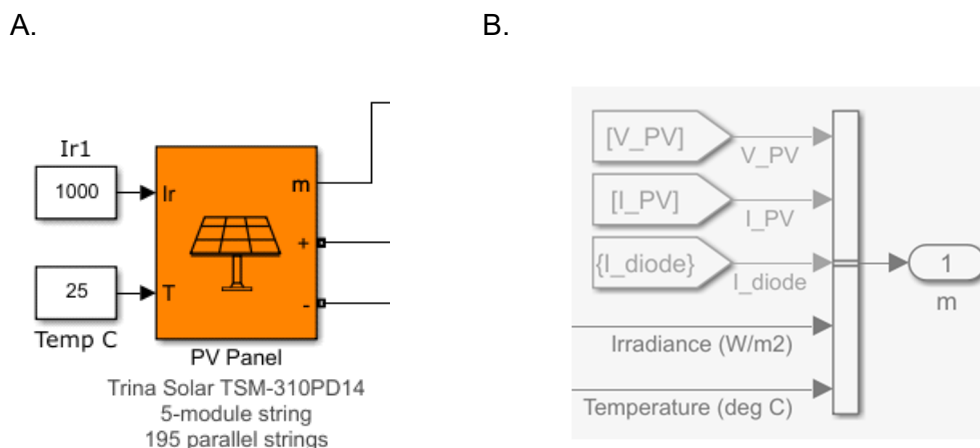 A.
B.
Ir1
1000
Ir
m
+
25
T
-
Temp C
PV Panel
Trina Solar TSM-310PD14
5-module string
195 parallel strings
[V_PV]
V_PV
[I_PV]
I_PV
{I_diode}
I_diode
1
m
Irradiance (W/m2)
Temperature (deg C)